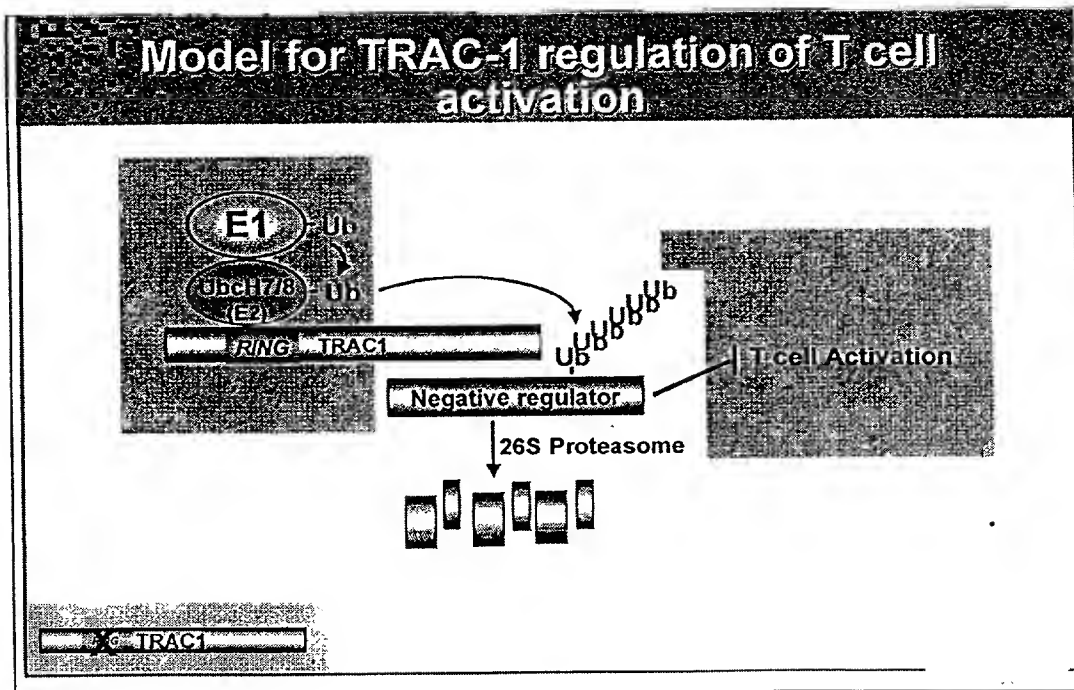 Model for TRAC-1 regulation of T cell
activation
E1
Ub
UbcH7/8
(E2)
Ub
RING TRAC1
Ub
Ub
Ub
Ub
Ub
Ub
Negative regulator
T cell Activation
26S Proteasome
TRAC1